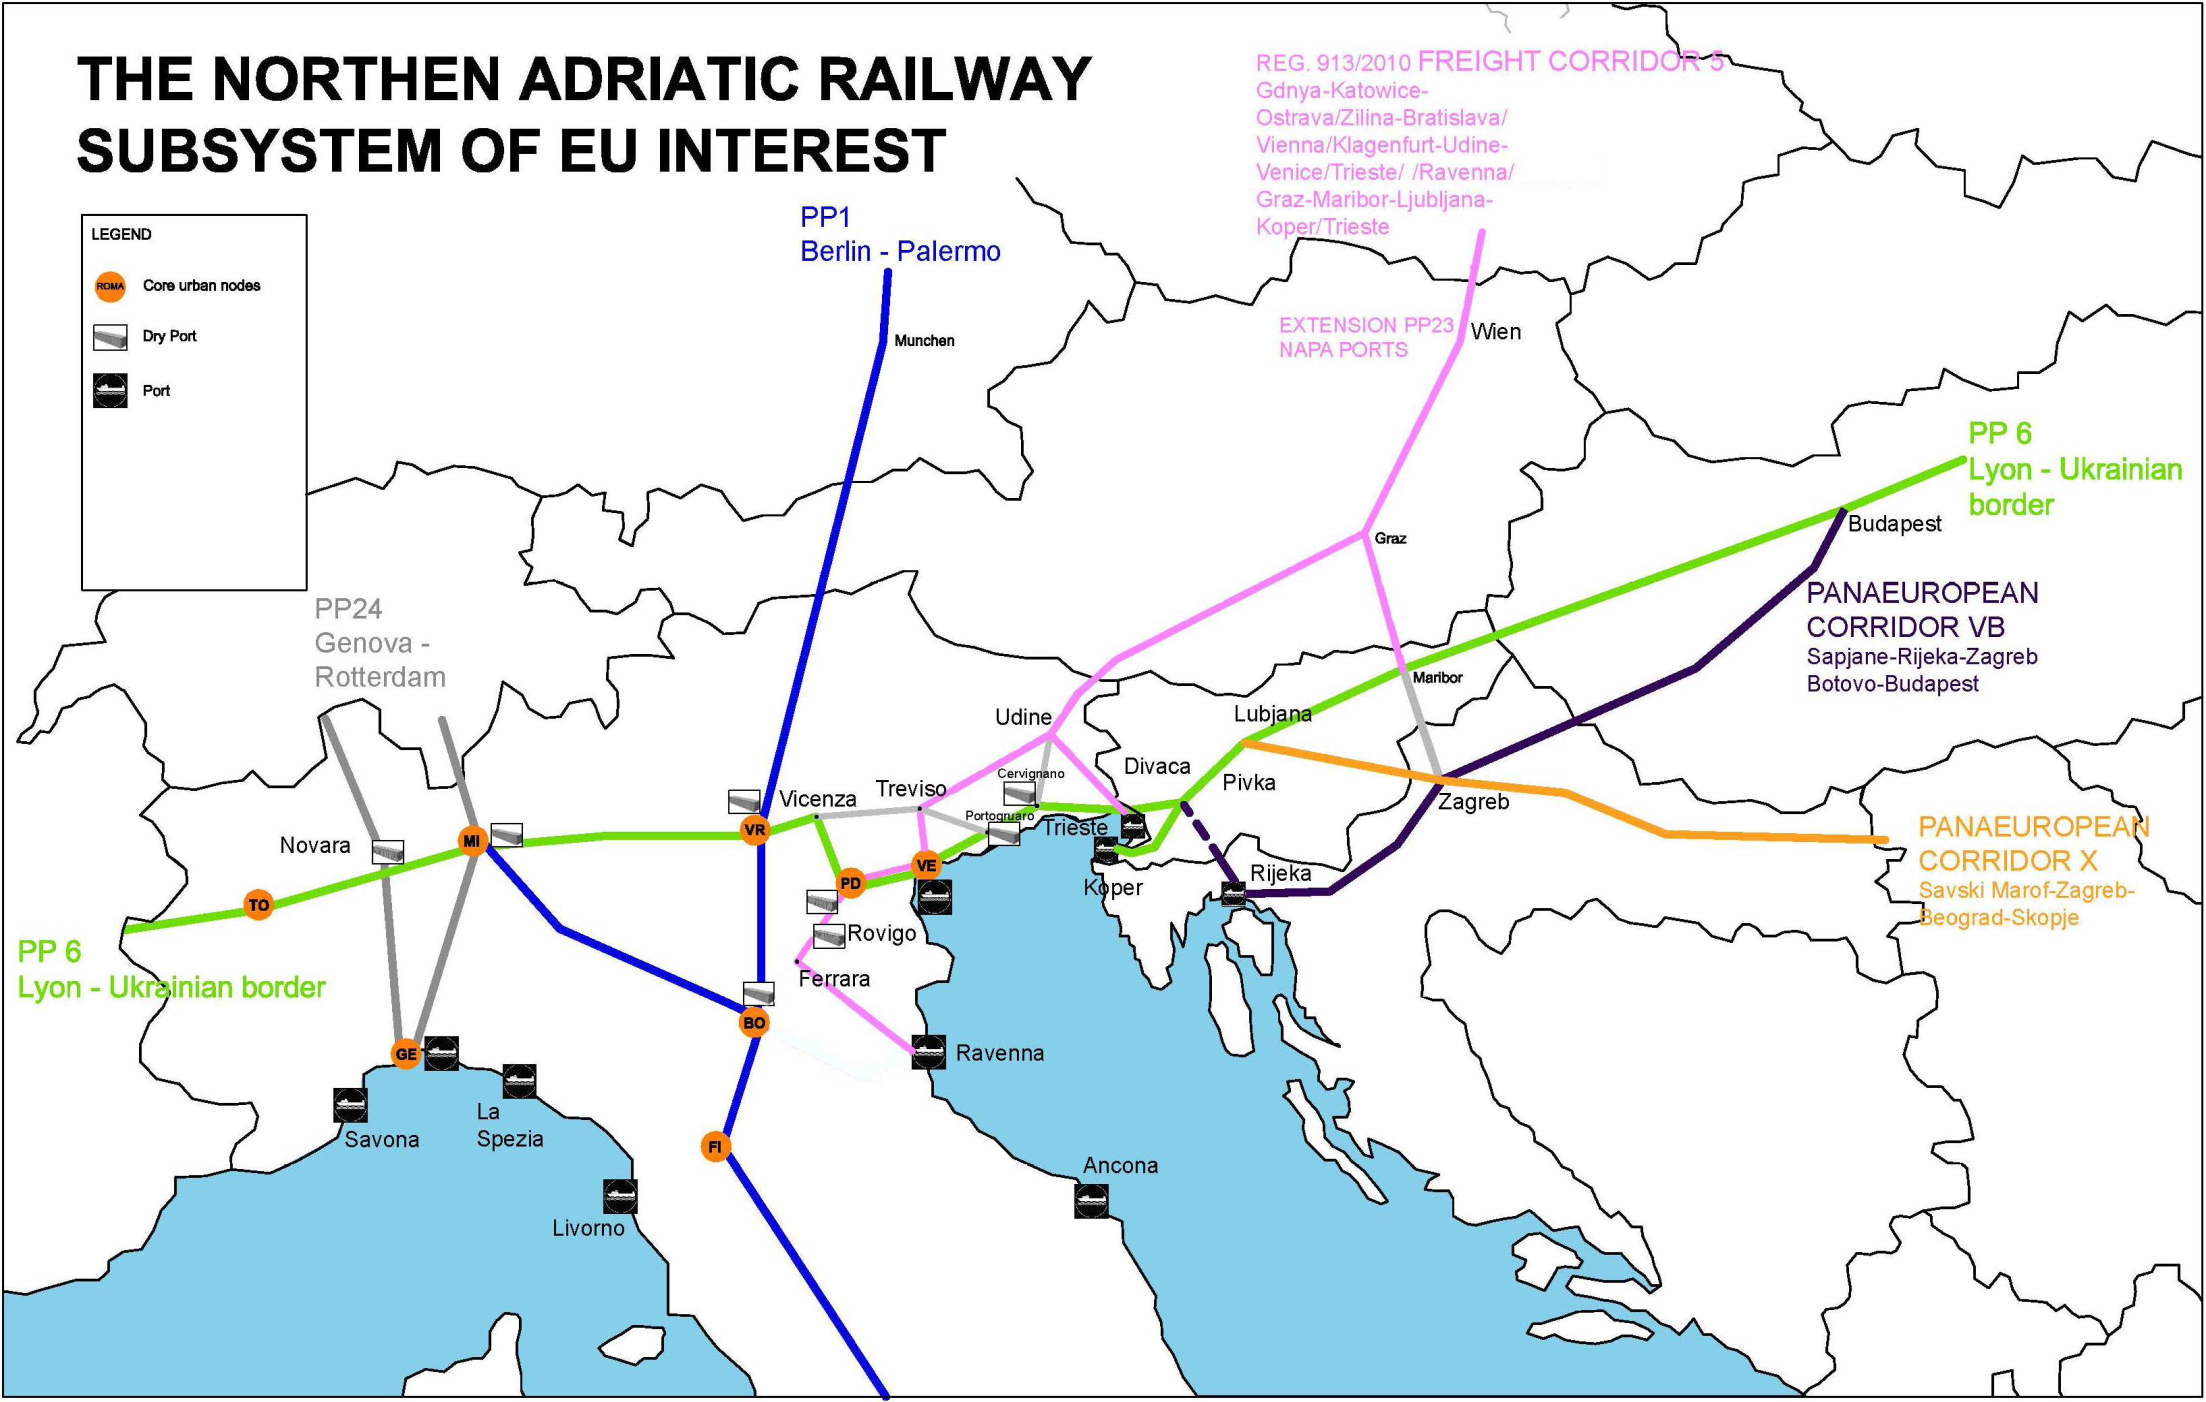 THE NORTHEN ADRIATIC RAILWAY
SUBSYSTEM OF EU INTEREST
LEGEND
ROMA
Core urban nodes
Dry Port
Port
PP1
Berlin - Palermo
Munchen
REG. 913/2010 FREIGHT CORRIDOR 5
Gdnya-Katowice-
Ostrava/Zilina-Bratislava/
Vienna/Klagenfurt-Udine-
Venice/Trieste/ /Ravenna/
Graz-Maribor-Ljubljana-
Koper/Trieste
EXTENSION PP23
NAPA PORTS
Wien
PP 6
Lyon - Ukrainian
border
Budapest
Graz
PANAEUROPEAN
CORRIDOR VB
Sapjane-Rijeka-Zagreb
Botovo-Budapest
PP24
Genova -
Rotterdam
Maribor
Lubjana
Udine
Divaca
Pivka
Cervignano
Treviso
Vicenza
Portogruaro
Trieste
Zagreb
PANAEUROPEAN
CORRIDOR X
Savski Marof-Zagreb-
Beograd-Skopje
Novara
MI
VR
VE
PD
TO
Koper
Rijeka
Rovigo
Ferrara
PP 6
Lyon - Ukrainian border
BO
GE
Ravenna
La
Spezia
Savona
FI
Ancona
Livorno